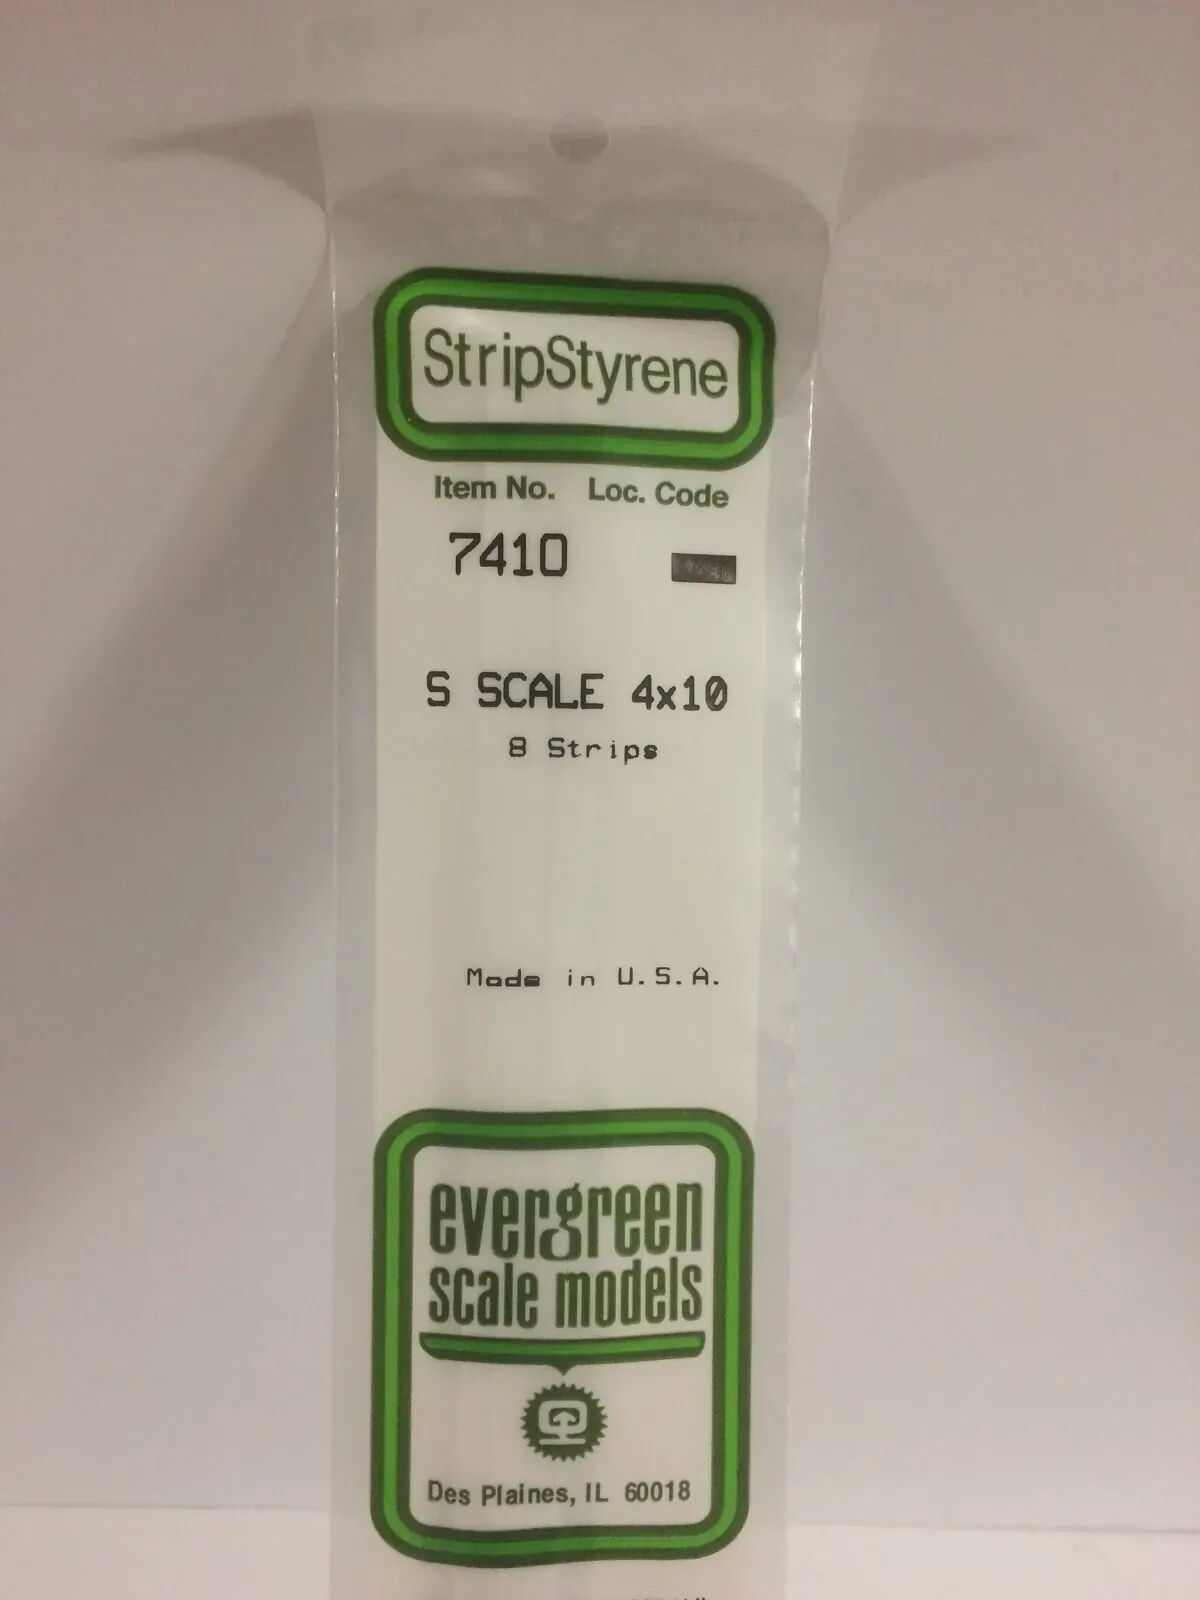 StripStyrene
Item No. Loc. Code
7410
S SCALE 4x10
8 Strips
Made in U.S.A.
evergreen
scale models
Des Plaines, IL 60018